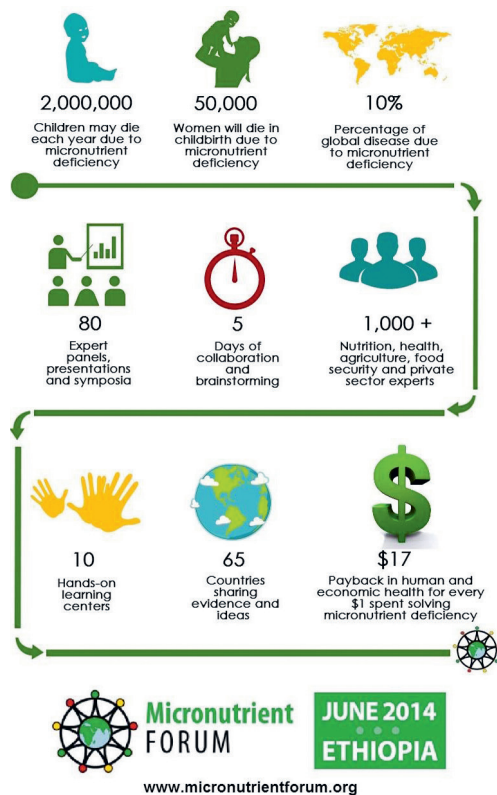 2,000,000
Children may die
each year due to
micronutrient
deficiency
50,000
Women will die in
childbirth due to
micronutrient
deficiency
10%
Percentage of
global disease due
to micronutrient
deficiency
80
Expert
panels,
presentations
and symposia
5
Days of
collaboration
and
brainstorming
1,000 +
Nutrition, health,
agriculture, food
security and private
sector experts
10
Hands-on
learning
centers
65
Countries
sharing
evidence and
ideas
$
$17
Payback in human and
economic health for every
$1 spent solving
micronutrient deficiency
Micronutrient
FORUM
JUNE 2014
ETHIOPIA
www.micronutrientforum.org